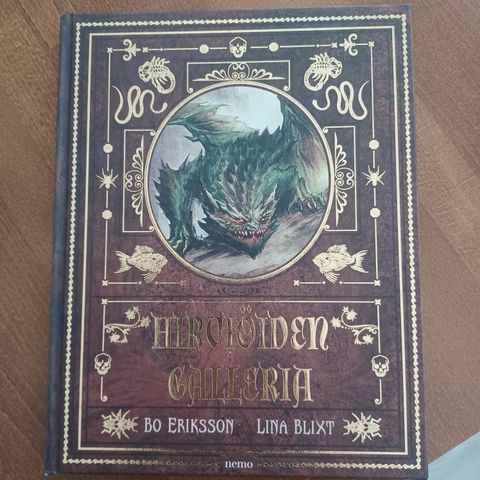 HIRVIÖIDEN
GALLERIA
BO ERIKSSON LINA BLIXT
nemo